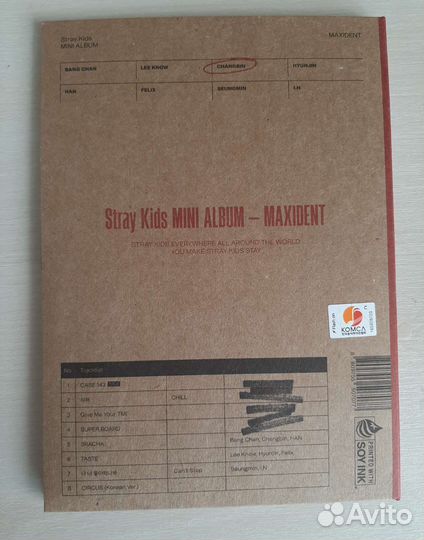 Stray Kids
MINI ALBUM
MAXIDENT
BANG CHAN LEE KNOW CHANGBIN HYUNJIN
HAN FELIX SEUNGMIN I.N
Stray Kids MINI ALBUM – MAXIDENT
STRAY KIDS EVERYWHERE ALL AROUND THE WORLD
YOU MAKE STRAY KIDS STAY
KOMCA
No Tracklist
1 CASE 143
2 CHILL
3 Give Me Your TMI
4 SUPER BOARD
5 3RACHA Bang Chan, Changbin, HAN
6 TASTE Lee Know, Hyunjin, Felix
7 Can't Stop Seungmin, I.N
8 CIRCUS (Korean Ver.)
PRINTED WITH
SOY INK
Avito